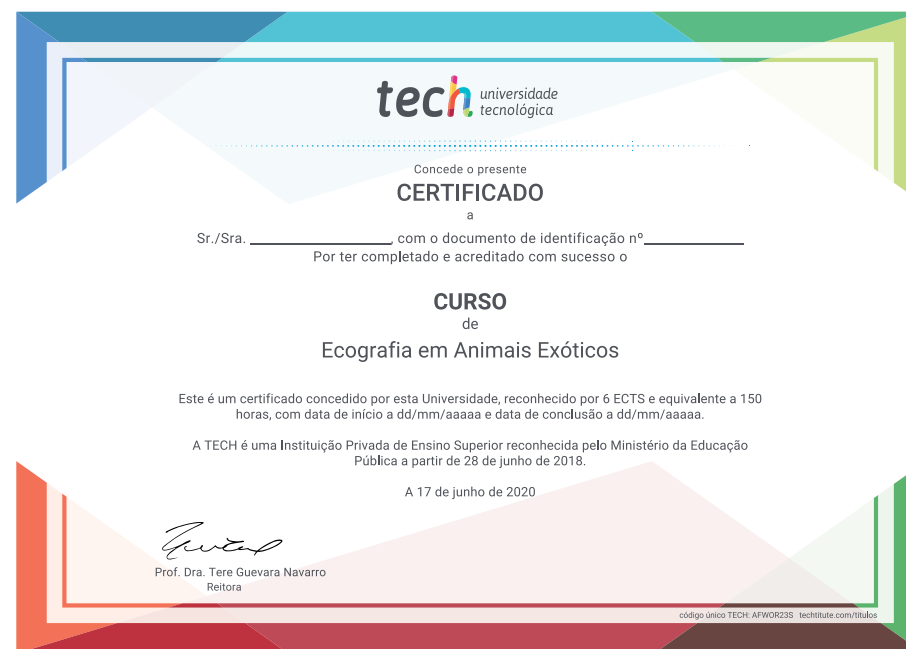 tech universidade
tecnológica
Concede o presente
CERTIFICADO
a
Sr./Sra. ________________, com o documento de identificação nº____________
Por ter completado e acreditado com sucesso o
CURSO
de
Ecografia em Animais Exóticos
Este é um certificado concedido por esta Universidade, reconhecido por 6 ECTS e equivalente a 150
horas, com data de início a dd/mm/aaaaa e data de conclusão a dd/mm/aaaaa.
A TECH é uma Instituição Privada de Ensino Superior reconhecida pelo Ministério da Educação
Pública a partir de 28 de junho de 2018.
A 17 de junho de 2020
Prof. Dra. Tere Guevara Navarro
Reitora
código único TECH: AFWOR23S techtitute.com/titulos